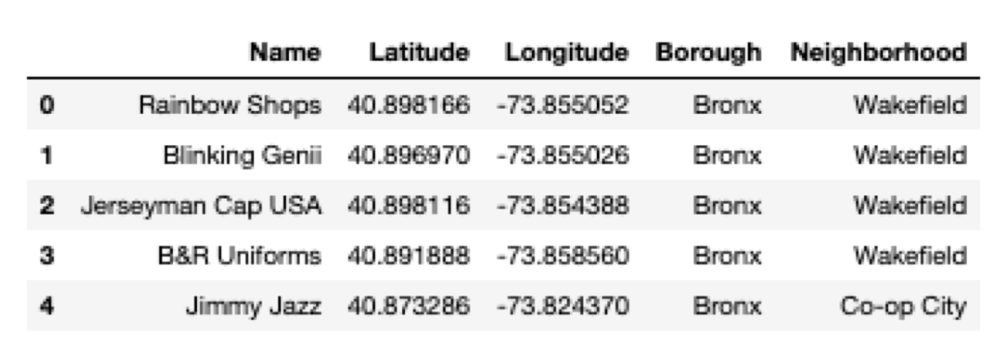 Name Latitude Longitude Borough Neighborhood
0 Rainbow Shops 40.898166 -73.855052 Bronx Wakefield
1 Blinking Genii 40.896970 -73.855026 Bronx Wakefield
2 Jerseyman Cap USA 40.898116 -73.854388 Bronx Wakefield
3 B&R Uniforms 40.891888 -73.858560 Bronx Wakefield
4 Jimmy Jazz 40.873286 -73.824370 Bronx Co-op City